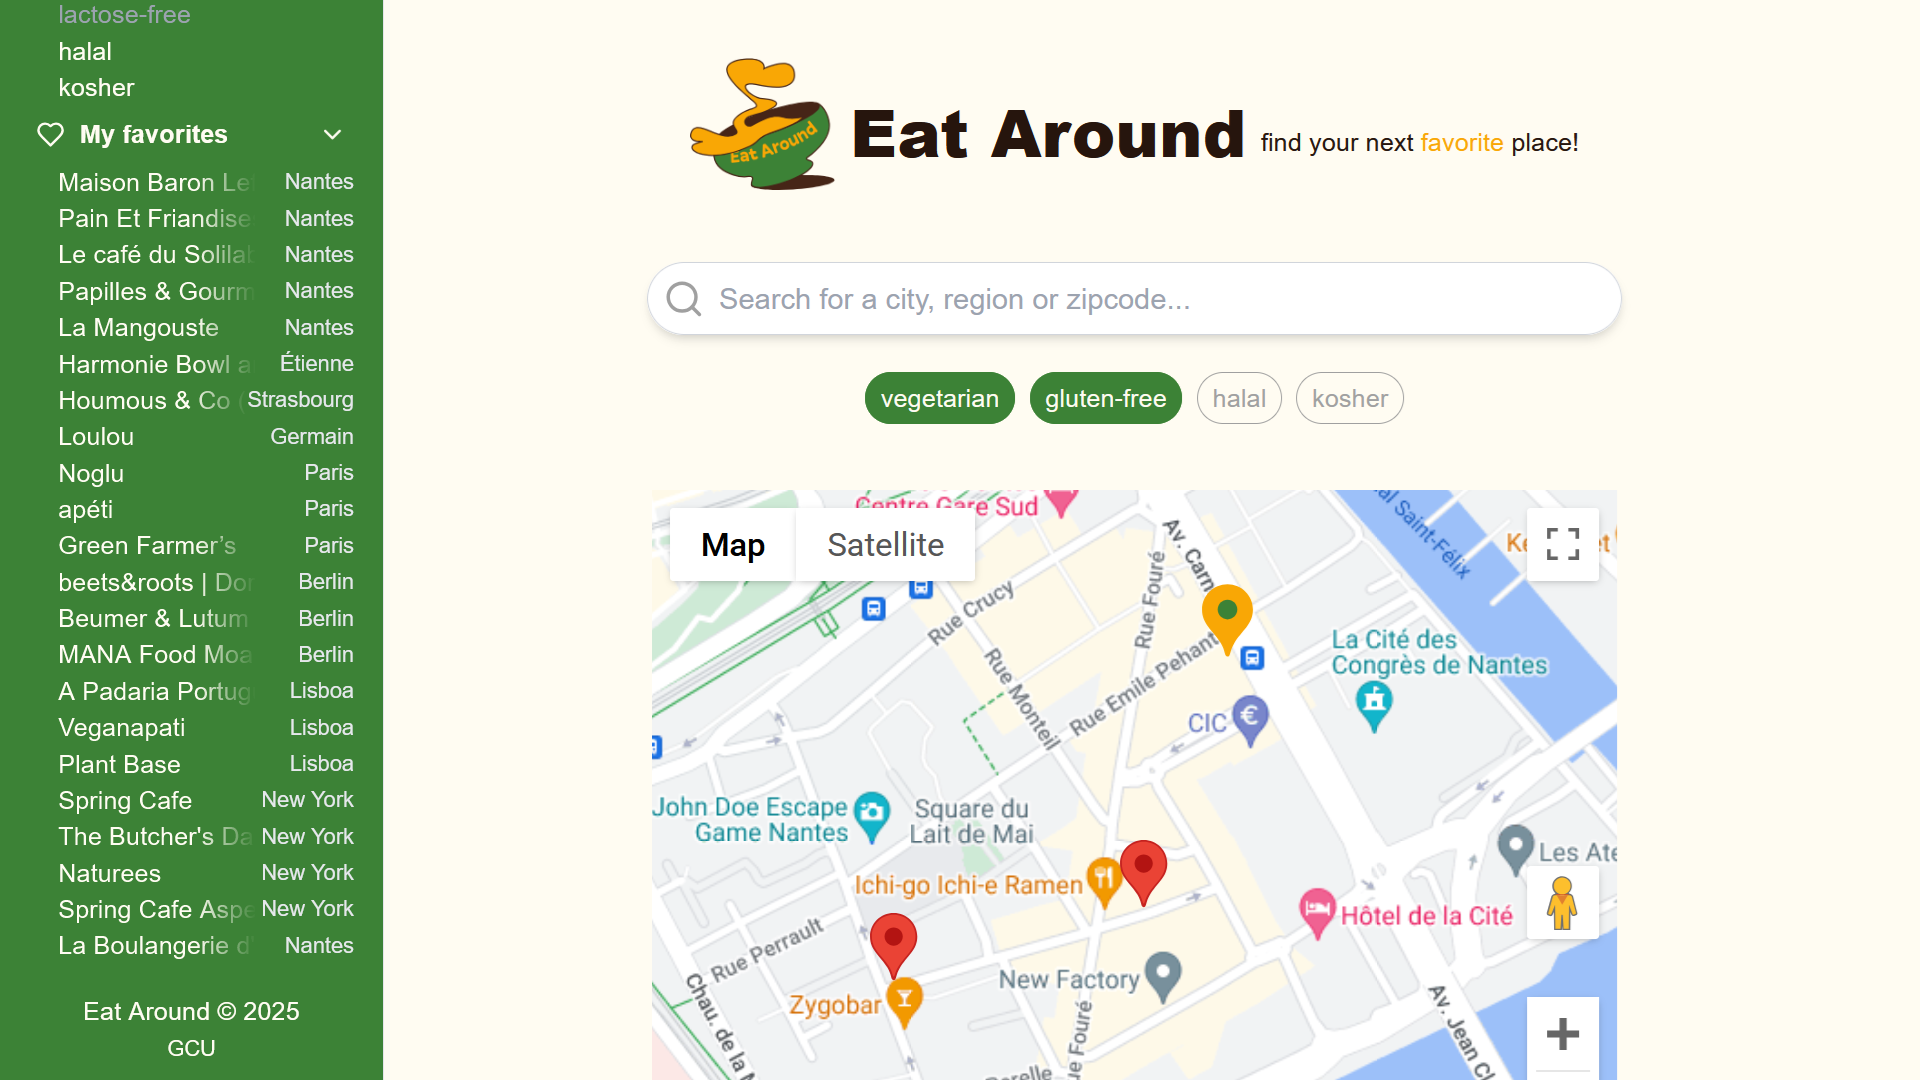 lactose-free
halal
kosher
My favorites
Maison Baron Le Nantes
Pain Et Friandises Nantes
Le café du Solilab Nantes
Papilles & Gourm Nantes
La Mangouste Nantes
Harmonie Bowl a Étienne
Houmous & Co ( Strasbourg
Loulou Germain
Noglu Paris
apéti Paris
Green Farmer’s Paris
beets&roots | Dor Berlin
Beumer & Lutum Berlin
MANA Food Moa Berlin
A Padaria Portug Lisboa
Veganapati Lisboa
Plant Base Lisboa
Spring Cafe New York
The Butcher's Da New York
Naturees New York
Spring Cafe Aspe New York
La Boulangerie d' Nantes
Eat Around © 2025
GCU
Eat Around
Eat Around find your next favorite place!
Search for a city, region or zipcode...
vegetarian gluten-free halal kosher
Centre Gare Sud
Map Satellite
Av. Carn
Rue Fouré
Rue Crucy
Rue Monteil
Rue Emile Pehant
al Saint-Félix
La Cité des
Congrès de Nantes
CIC
John Doe Escape
Game Nantes
Square du
Lait de Mai
Ichi-go Ichi-e Ramen
Les Ate
Hôtel de la Cité
Rue Perrault
New Factory
Zygobar
Chau. de la M
ue Fouré
Av. Jean Cl